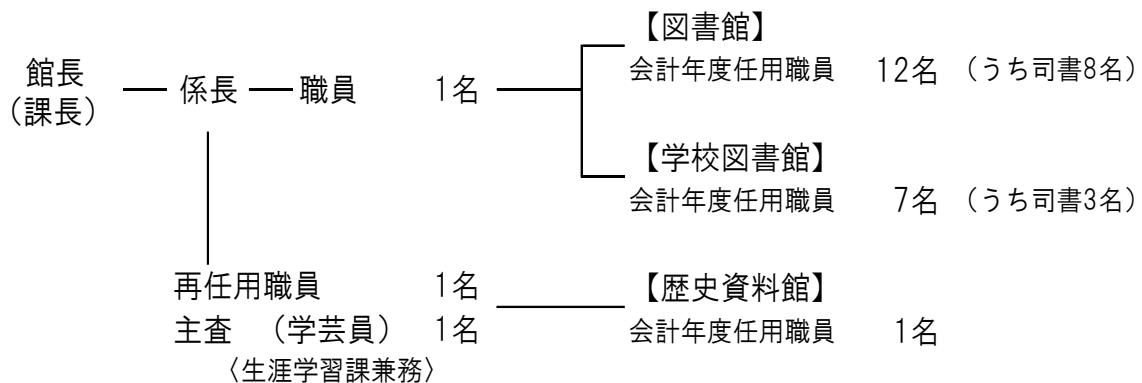 【図書館】
館長
（課長）
係長
職員 1名
会計年度任用職員 12名 （うち司書8名）
【学校図書館】
会計年度任用職員 7名 （うち司書3名）
再任用職員 1名
主査 （学芸員） 1名
〈生涯学習課兼務〉
【歴史資料館】
会計年度任用職員 1名